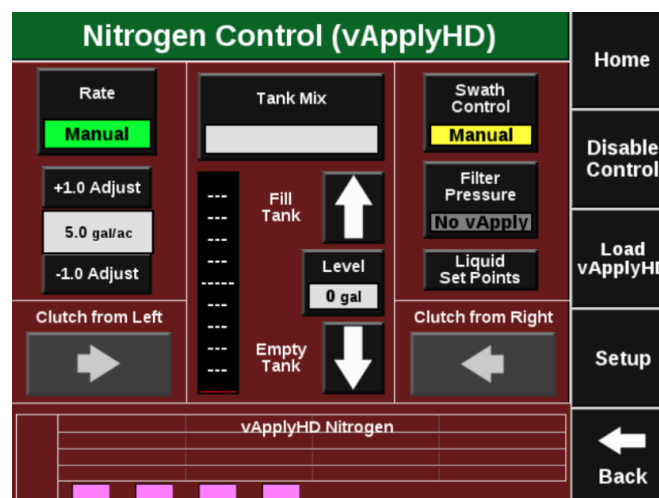 Nitrogen Control (vApplyHD)
Rate
Manual
+1.0 Adjust
5.0 gal/ac
-1.0 Adjust
Clutch from Left
Tank Mix
---
---
---
---
-----
---
---
---
---
Fill
Tank
Level
0 gal
Empty
Tank
Swath
Control
Manual
Filter
Pressure
No vApply
Liquid
Set Points
Clutch from Right
vApplyHD Nitrogen
Home
Disable
Control
Load
vApplyHD
Setup
Back